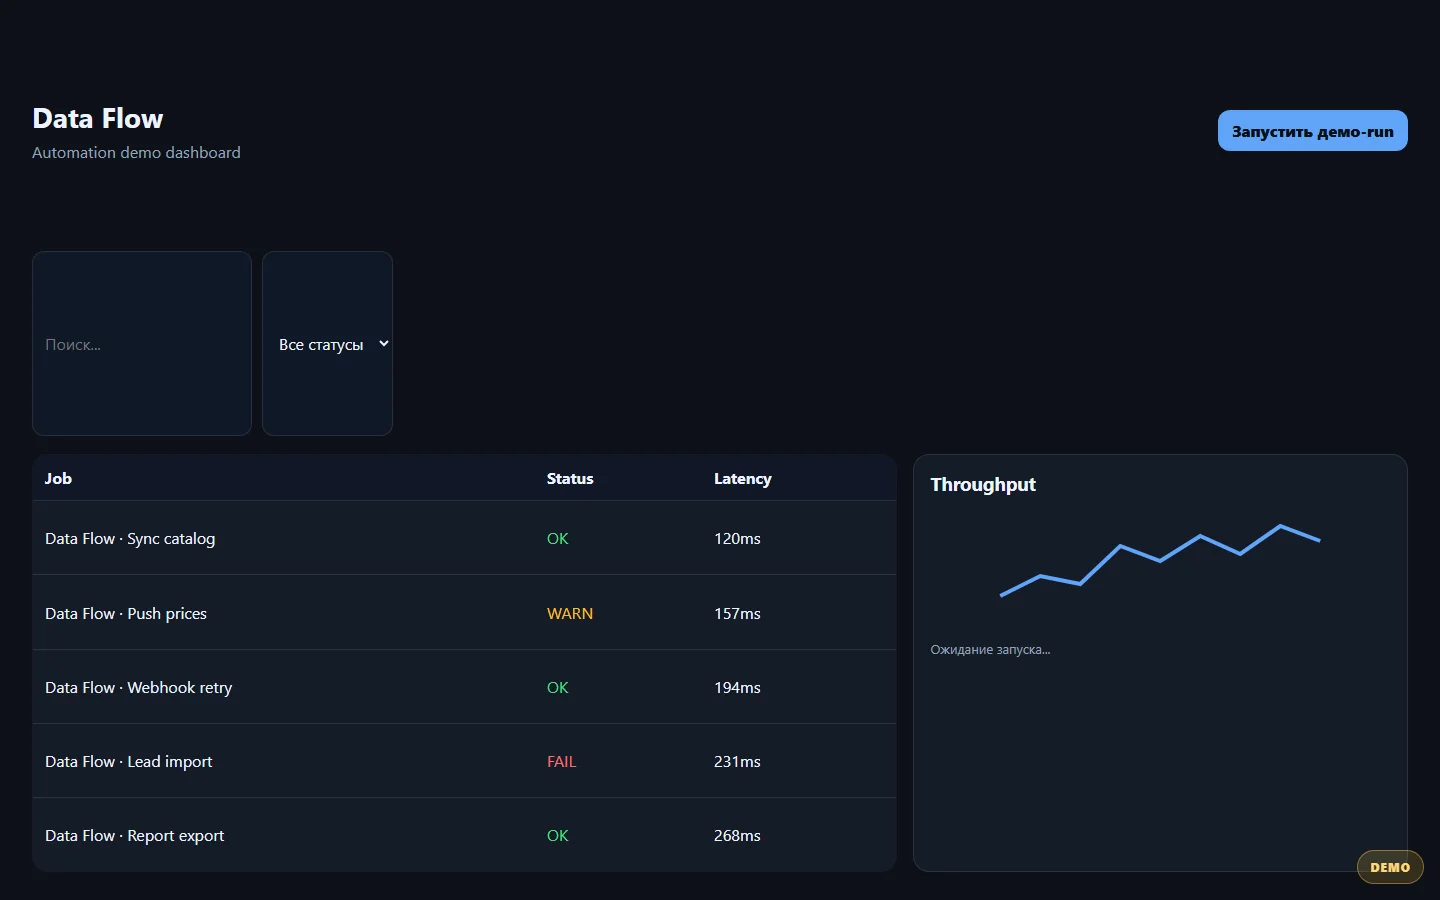 Data Flow
Automation demo dashboard
Запустить демо-run
Поиск...
Все статусы
Job Status Latency
Data Flow · Sync catalog OK 120ms
Data Flow · Push prices WARN 157ms
Data Flow · Webhook retry OK 194ms
Data Flow · Lead import FAIL 231ms
Data Flow · Report export OK 268ms
Throughput
Ожидание запуска...
DEMO